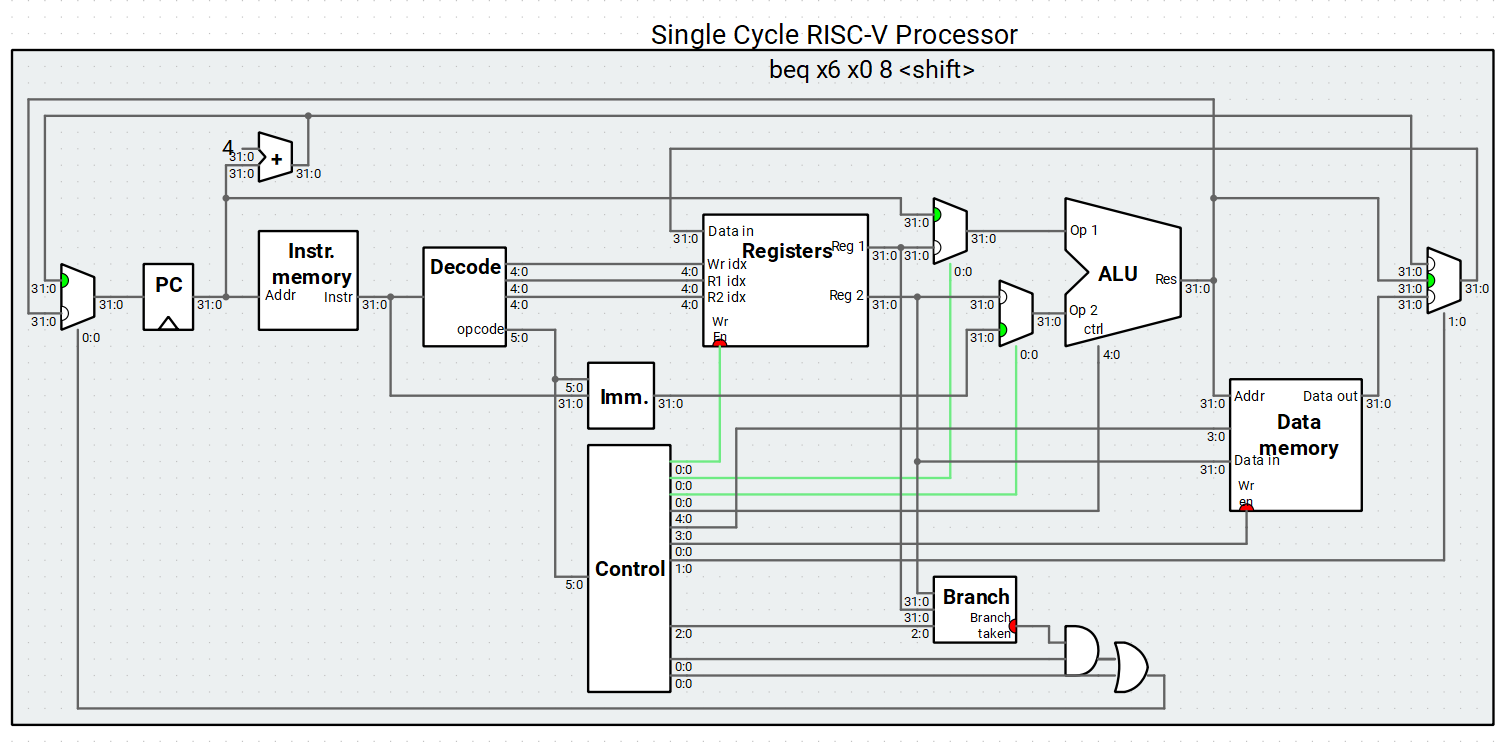 Single Cycle RISC-V Processor
beq x6 x0 8 <shift>
4
31:0
31:0
+
31:0
31:0
31:0
31:0
0:0
PC
31:0
Instr.
memory
Addr
Instr
31:0
Decode
4:0
4:0
4:0
opcode
5:0
31:0
Data in
Registers
Reg 1
4:0
Wr idx
4:0
R1 idx
4:0
R2 idx
Reg 2
Wr
En
31:0
31:0
31:0
31:0
31:0
0:0
31:0
31:0
31:0
0:0
Op 1
ALU
Res
Op 2
ctrl
31:0
4:0
5:0
31:0
Imm.
31:0
31:0
Addr
Data out
31:0
Data
memory
3:0
31:0
Data in
Wr
en
31:0
31:0
31:0
31:0
1:0
Control
5:0
0:0
0:0
0:0
4:0
3:0
0:0
1:0
2:0
0:0
0:0
31:0
31:0
2:0
Branch
Branch
taken